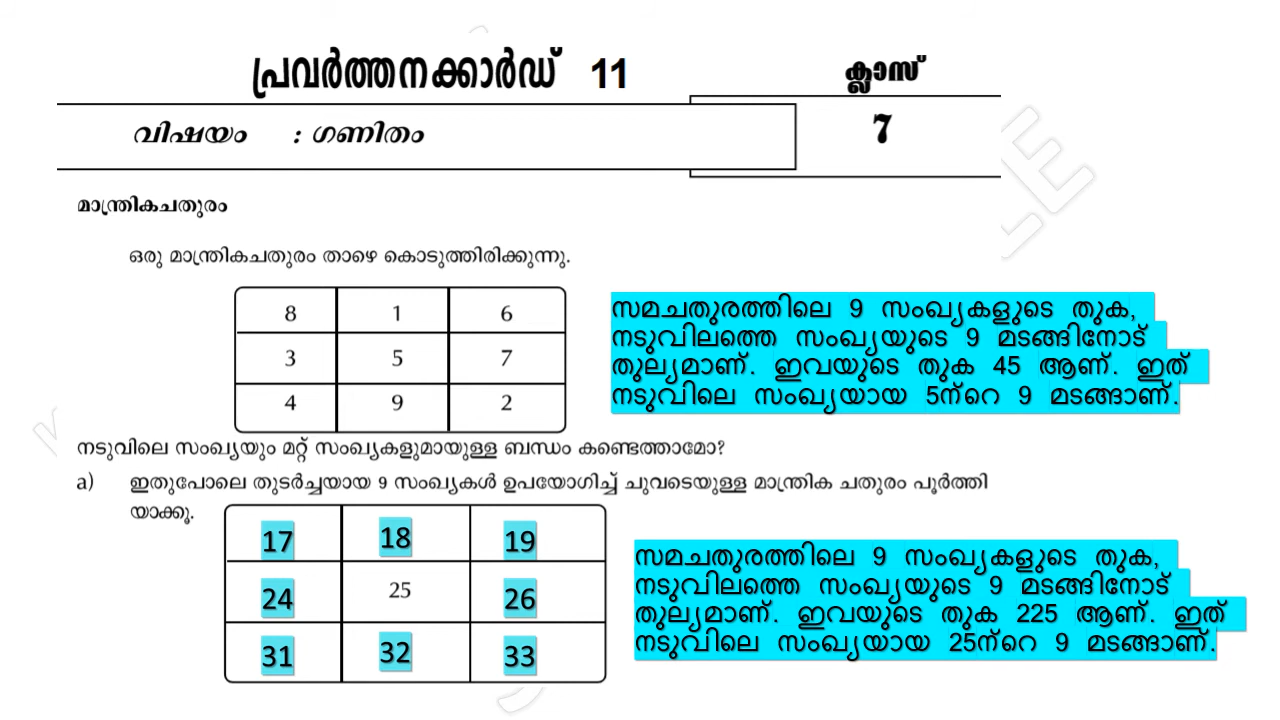 പ്രവർത്തനക്കാർഡ് 11
ക്ലാസ്
7
വിഷയം : ഗണിതം
മാന്ത്രികചതുരം
ഒരു മാന്ത്രികചതുരം താഴെ കൊടുത്തിരിക്കുന്നു.
8 1 6
3 5 7
4 9 2
സമചതുരത്തിലെ 9 സംഖ്യകളുടെ തുക,
നടുവിലത്തെ സംഖ്യയുടെ 9 മടങ്ങിനോട്
തുല്യമാണ്. ഇവയുടെ തുക 45 ആണ്. ഇത്
നടുവിലെ സംഖ്യയായ 5ന്റെ 9 മടങ്ങാണ്.
നടുവിലെ സംഖ്യയും മറ്റ് സംഖ്യകളുമായുള്ള ബന്ധം കണ്ടെത്താമോ?
a) ഇതുപോലെ തുടർച്ചയായ 9 സംഖ്യകൾ ഉപയോഗിച്ച് ചുവടെയുള്ള മാന്ത്രിക ചതുരം പൂർത്തി
യാക്കൂ.
17 18 19
24 25 26
31 32 33
സമചതുരത്തിലെ 9 സംഖ്യകളുടെ തുക,
നടുവിലത്തെ സംഖ്യയുടെ 9 മടങ്ങിനോട്
തുല്യമാണ്. ഇവയുടെ തുക 225 ആണ്. ഇത്
നടുവിലെ സംഖ്യയായ 25ന്റെ 9 മടങ്ങാണ്.